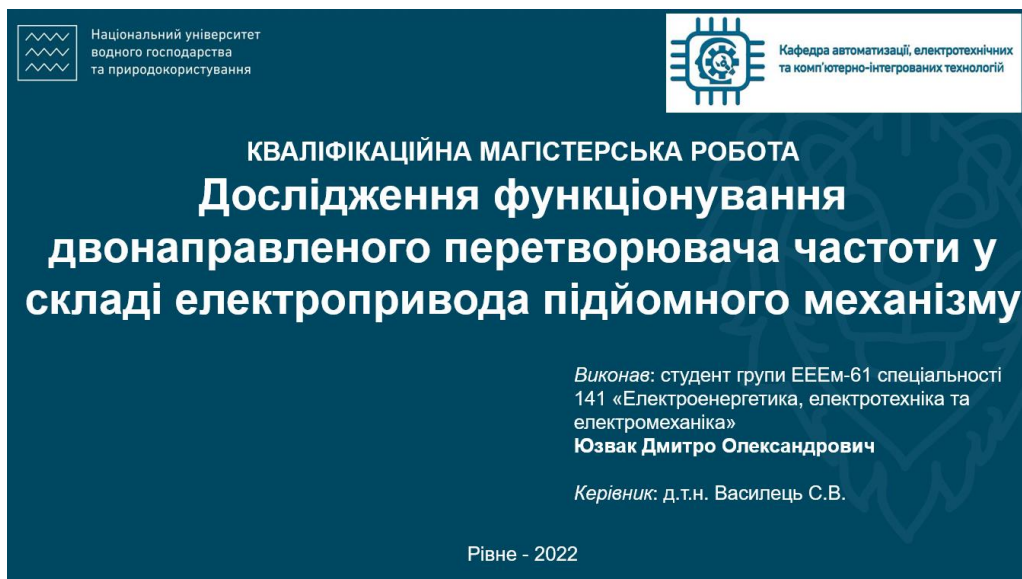 Національний університет
водного господарства
та природокористування
Кафедра автоматизації, електротехнічних
та комп'ютерно-інтегрованих технологій
КВАЛІФІКАЦІЙНА МАГІСТЕРСЬКА РОБОТА
Дослідження функціонування
двонаправленого перетворювача частоти у
складі електропривода підйомного механізму
Виконав: студент групи ЕЕЕм-61 спеціальності
141 «Електроенергетика, електротехніка та
електромеханіка»
Юзвак Дмитро Олександрович
Керівник: д.т.н. Василець С.В.
Рівне - 2022